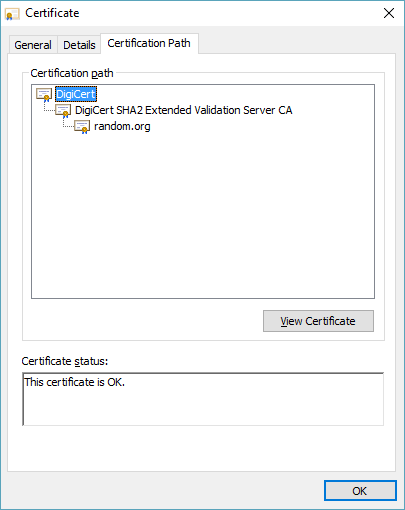 Certificate
General Details Certification Path
Certification path
DigiCert
DigiCert SHA2 Extended Validation Server CA
random.org
View Certificate
Certificate status:
This certificate is OK.
OK